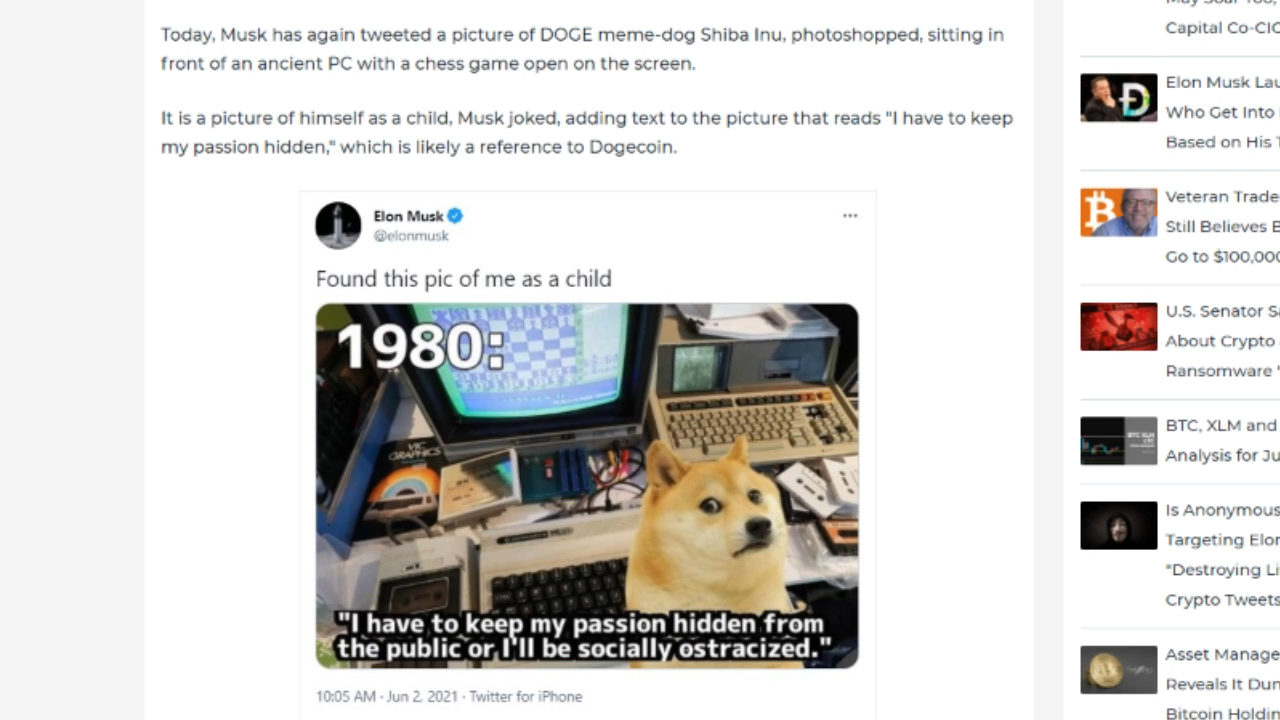 Today, Musk has again tweeted a picture of DOGE meme-dog Shiba Inu, photoshopped, sitting in
front of an ancient PC with a chess game open on the screen.
It is a picture of himself as a child, Musk joked, adding text to the picture that reads "I have to keep
my passion hidden," which is likely a reference to Dogecoin.
Elon Musk
@elonmusk
Found this pic of me as a child
1980:
VIC
GRAPHICS
"I have to keep my passion hidden from
the public or I'll be socially ostracized."
10:05 AM · Jun 2, 2021 · Twitter for iPhone
Capital Co-CIO
Elon Musk Lau
Who Get Into
Based on His T
Veteran Trade
Still Believes B
Go to $100,000
U.S. Senator Sa
About Crypto
Ransomware "
BTC, XLM and
Analysis for Ju
Is Anonymous
Targeting Elon
"Destroying Li
Crypto Tweets
Asset Manage
Reveals It Dum
Bitcoin Holdin